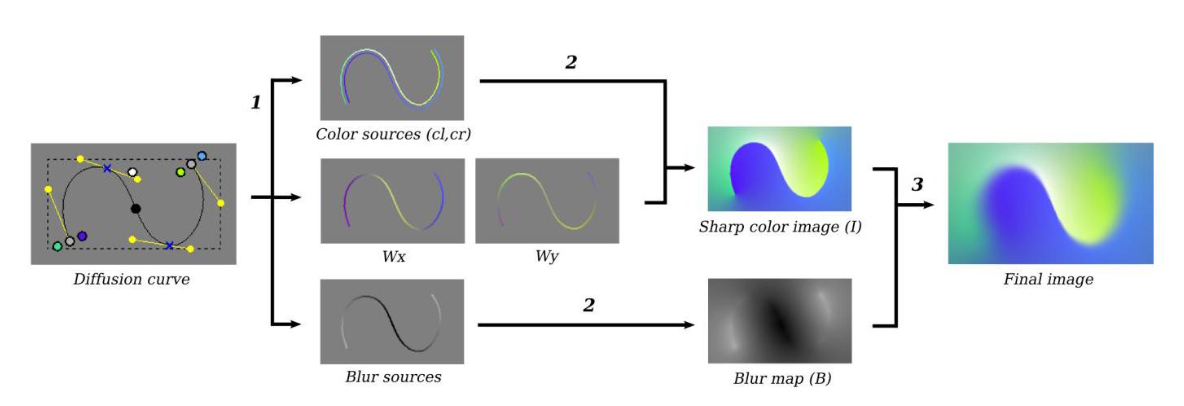 1
2
Color sources (cl,cr)
Diffusion curve
Wx
Wy
Sharp color image (I)
3
Final image
2
Blur sources
Blur map (B)